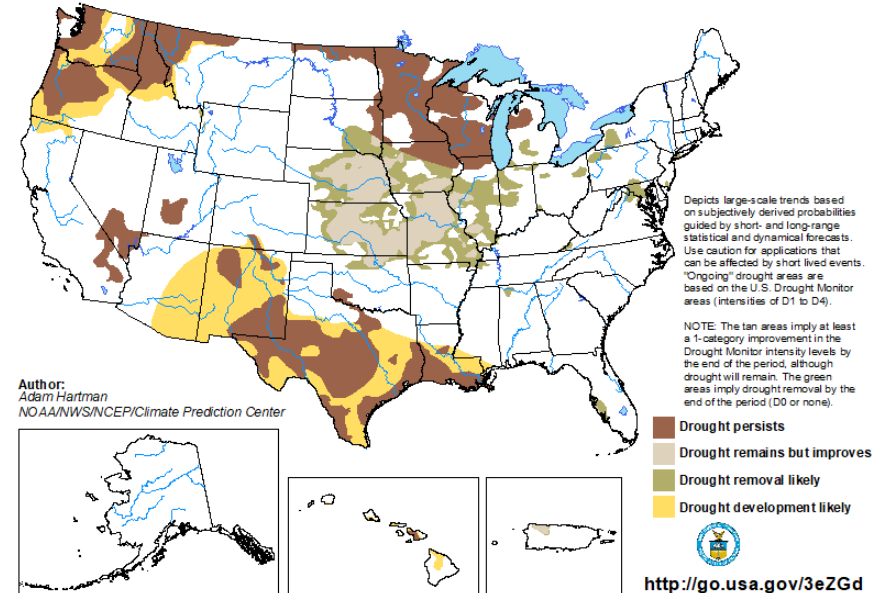 Depicts large-scale trends based
on subjectively derived probabilities
guided by short- and long-range
statistical and dynamical forecasts.
Use caution for applications that
can be affected by short lived events.
"Ongoing" drought areas are
based on the U.S. Drought Monitor
areas (intensities of D1 to D4).
NOTE: The tan areas imply at least
a 1-category improvement in the
Drought Monitor intensity levels by
the end of the period, although
drought will remain. The green
areas imply drought removal by the
end of the period (D0 or none).
Author:
Adam Hartman
NOAA/NWS/NCEP/Climate Prediction Center
Drought persists
Drought remains but improves
Drought removal likely
Drought development likely
http://go.usa.gov/3eZGd